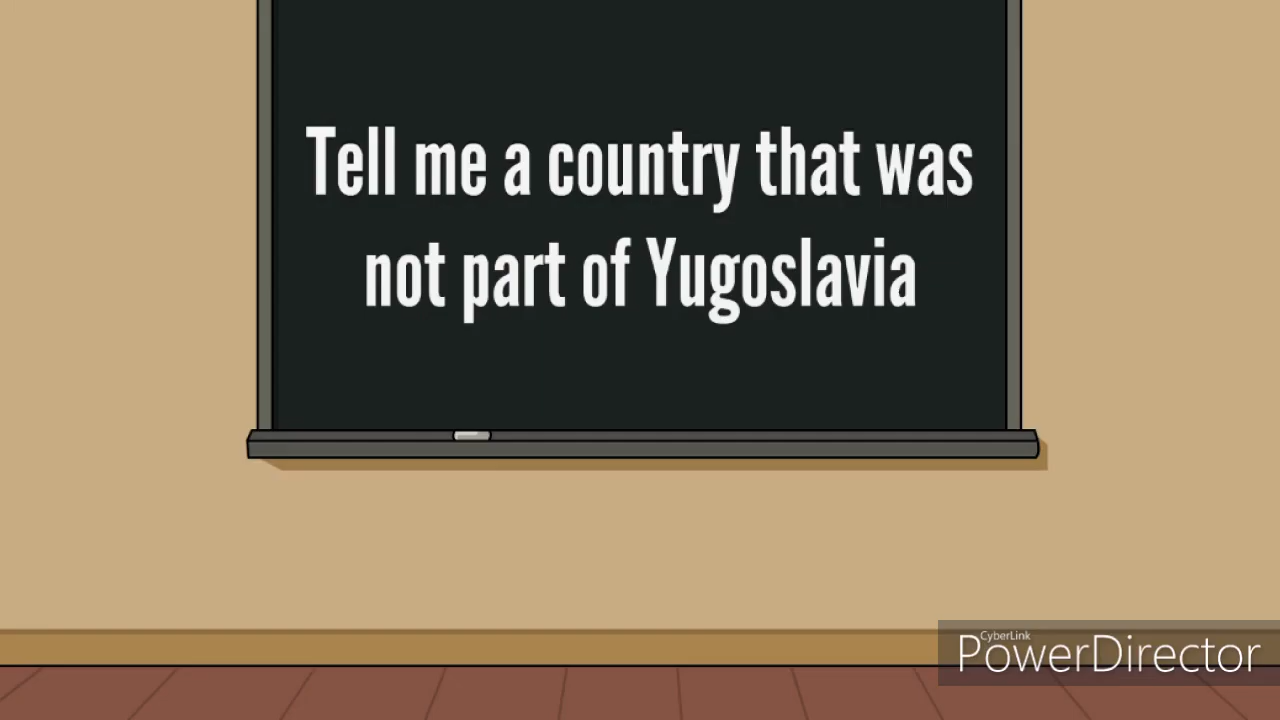 Tell me a country that was
not part of Yugoslavia
CyberLink
PowerDirector